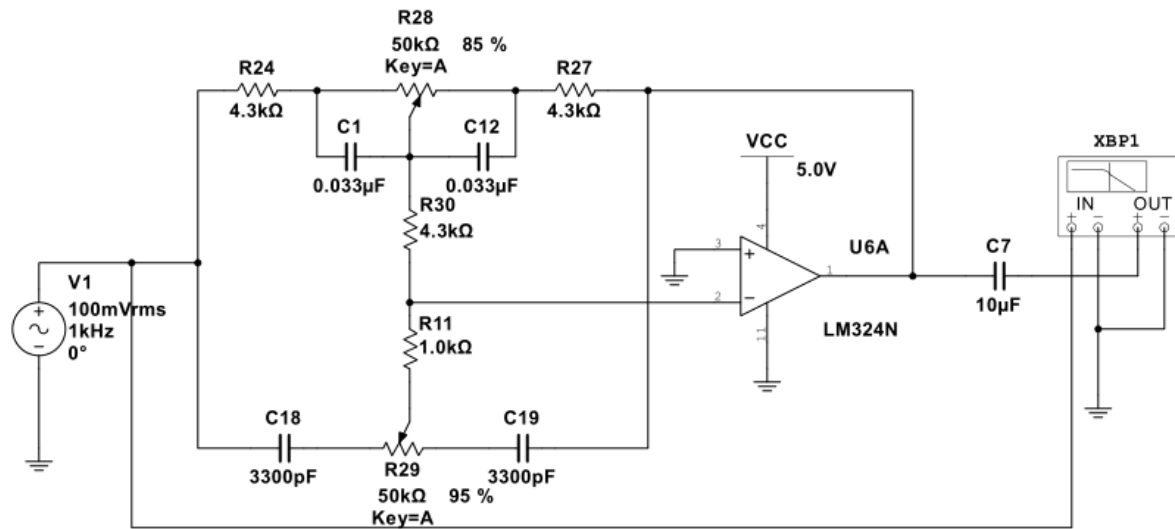 R28
50kΩ 85 %
Key=A
R24
4.3kΩ
R27
4.3kΩ
C1
0.033µF
C12
0.033µF
R30
4.3kΩ
VCC
5.0V
XBP1
IN OUT
+ − + −
V1
100mVrms
1kHz
0°
+
−
R11
1.0kΩ
3
+
4
U6A
1
2
−
11
LM324N
C7
10µF
C18
3300pF
C19
3300pF
R29
50kΩ 95 %
Key=A